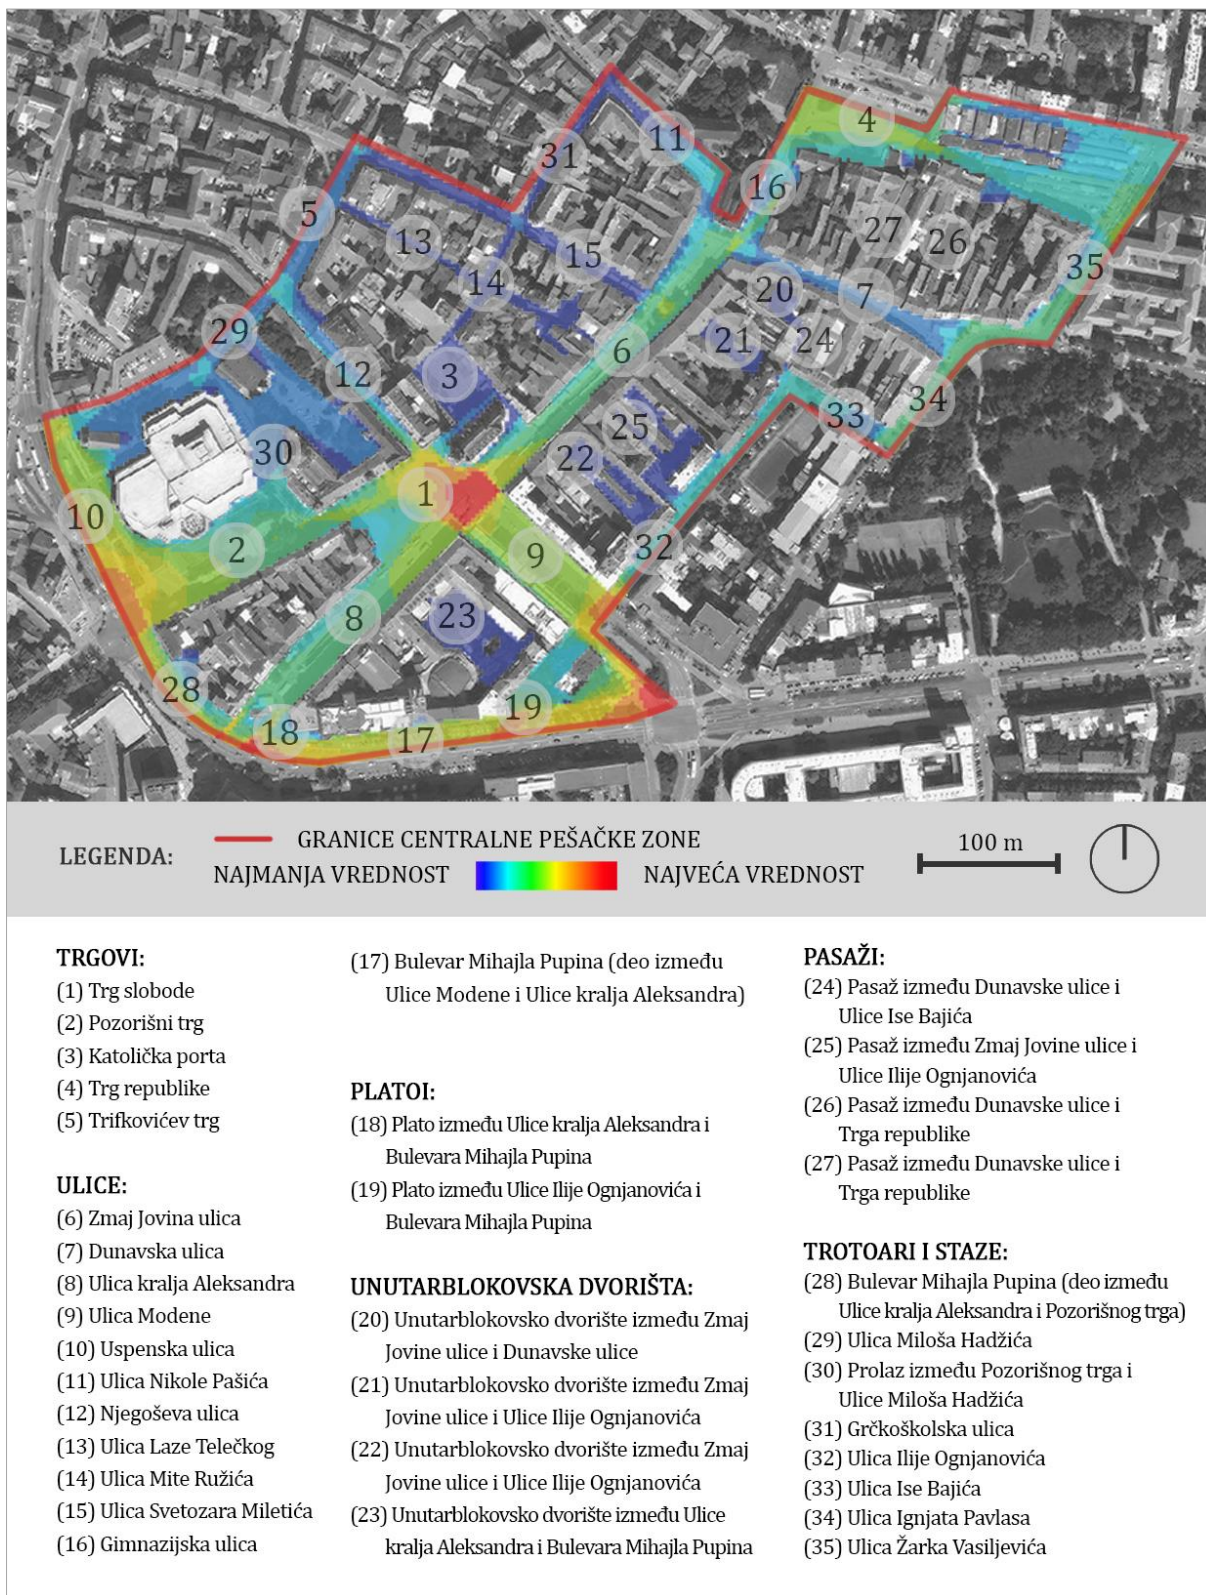 4
11
31
16
5
27
13
26
15
35
14
20
7
29
21
24
6
12
3
33
34
25
22
30
1
10
2
9
32
8
23
28
19
18
17
LEGENDA:
GRANICE CENTRALNE PEŠAČKE ZONE
NAJMANJA VREDNOST
NAJVEĆA VREDNOST
100 m
TRGOVI:
(1) Trg slobode
(2) Pozorišni trg
(3) Katolička porta
(4) Trg republike
(5) Trifkovićev trg
ULICE:
(6) Zmaj Jovina ulica
(7) Dunavska ulica
(8) Ulica kralja Aleksandra
(9) Ulica Modene
(10) Uspenska ulica
(11) Ulica Nikole Pašića
(12) Njegoševa ulica
(13) Ulica Laze Telečkog
(14) Ulica Mite Ružića
(15) Ulica Svetozara Miletića
(16) Gimnazijska ulica
(17) Bulevar Mihajla Pupina (deo između
Ulice Modene i Ulice kralja Aleksandra)
PLATOI:
(18) Plato između Ulice kralja Aleksandra i
Bulevara Mihajla Pupina
(19) Plato između Ulice Ilije Ognjanovića i
Bulevara Mihajla Pupina
UNUTARBLOKOVSKA DVORIŠTA:
(20) Unutarblokovsko dvorište između Zmaj
Jovine ulice i Dunavske ulice
(21) Unutarblokovsko dvorište između Zmaj
Jovine ulice i Ulice Ilije Ognjanovića
(22) Unutarblokovsko dvorište između Zmaj
Jovine ulice i Ulice Ilije Ognjanovića
(23) Unutarblokovsko dvorište između Ulice
kralja Aleksandra i Bulevara Mihajla Pupina
PASAŽI:
(24) Pasaž između Dunavske ulice i
Ulice Ise Bajića
(25) Pasaž između Zmaj Jovine ulice i
Ulice Ilije Ognjanovića
(26) Pasaž između Dunavske ulice i
Trga republike
(27) Pasaž između Dunavske ulice i
Trga republike
TROTOARI I STAZE:
(28) Bulevar Mihajla Pupina (deo između
Ulice kralja Aleksandra i Pozorišnog trga)
(29) Ulica Miloša Hadžića
(30) Prolaz između Pozorišnog trga i
Ulice Miloša Hadžića
(31) Grčkoškolska ulica
(32) Ulica Ilije Ognjanovića
(33) Ulica Ise Bajića
(34) Ulica Ignjata Pavlasa
(35) Ulica Žarka Vasiljevića